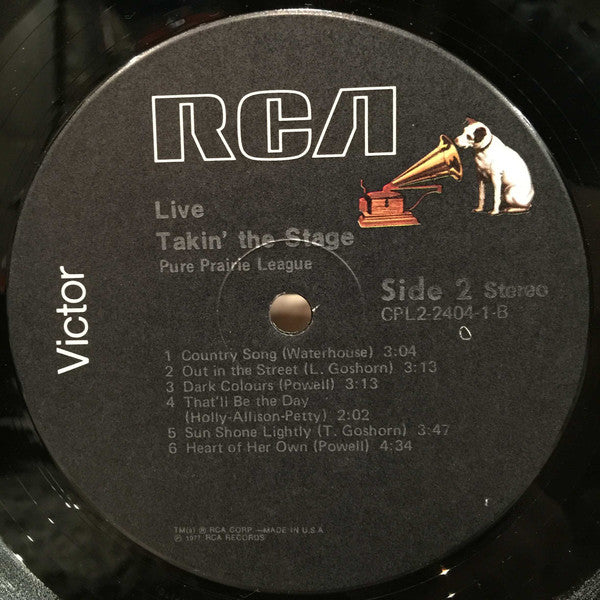 RCA
Live
Takin' the Stage
Pure Prairie League
Victor
Side 2 Stereo
CPL2-2404-1-B
1 Country Song (Waterhouse) 3:04
2 Out in the Street (L. Goshorn) 3:13
3 Dark Colours (Powell) 3:13
4 That'll Be the Day
(Holly-Allison-Petty) 2:02
5 Sun Shone Lightly (T. Goshorn) 3:47
6 Heart of Her Own (Powell) 4:34
TM(s) ® RCA CORP.—MADE IN U.S.A.
℗ 1977 RCA RECORDS